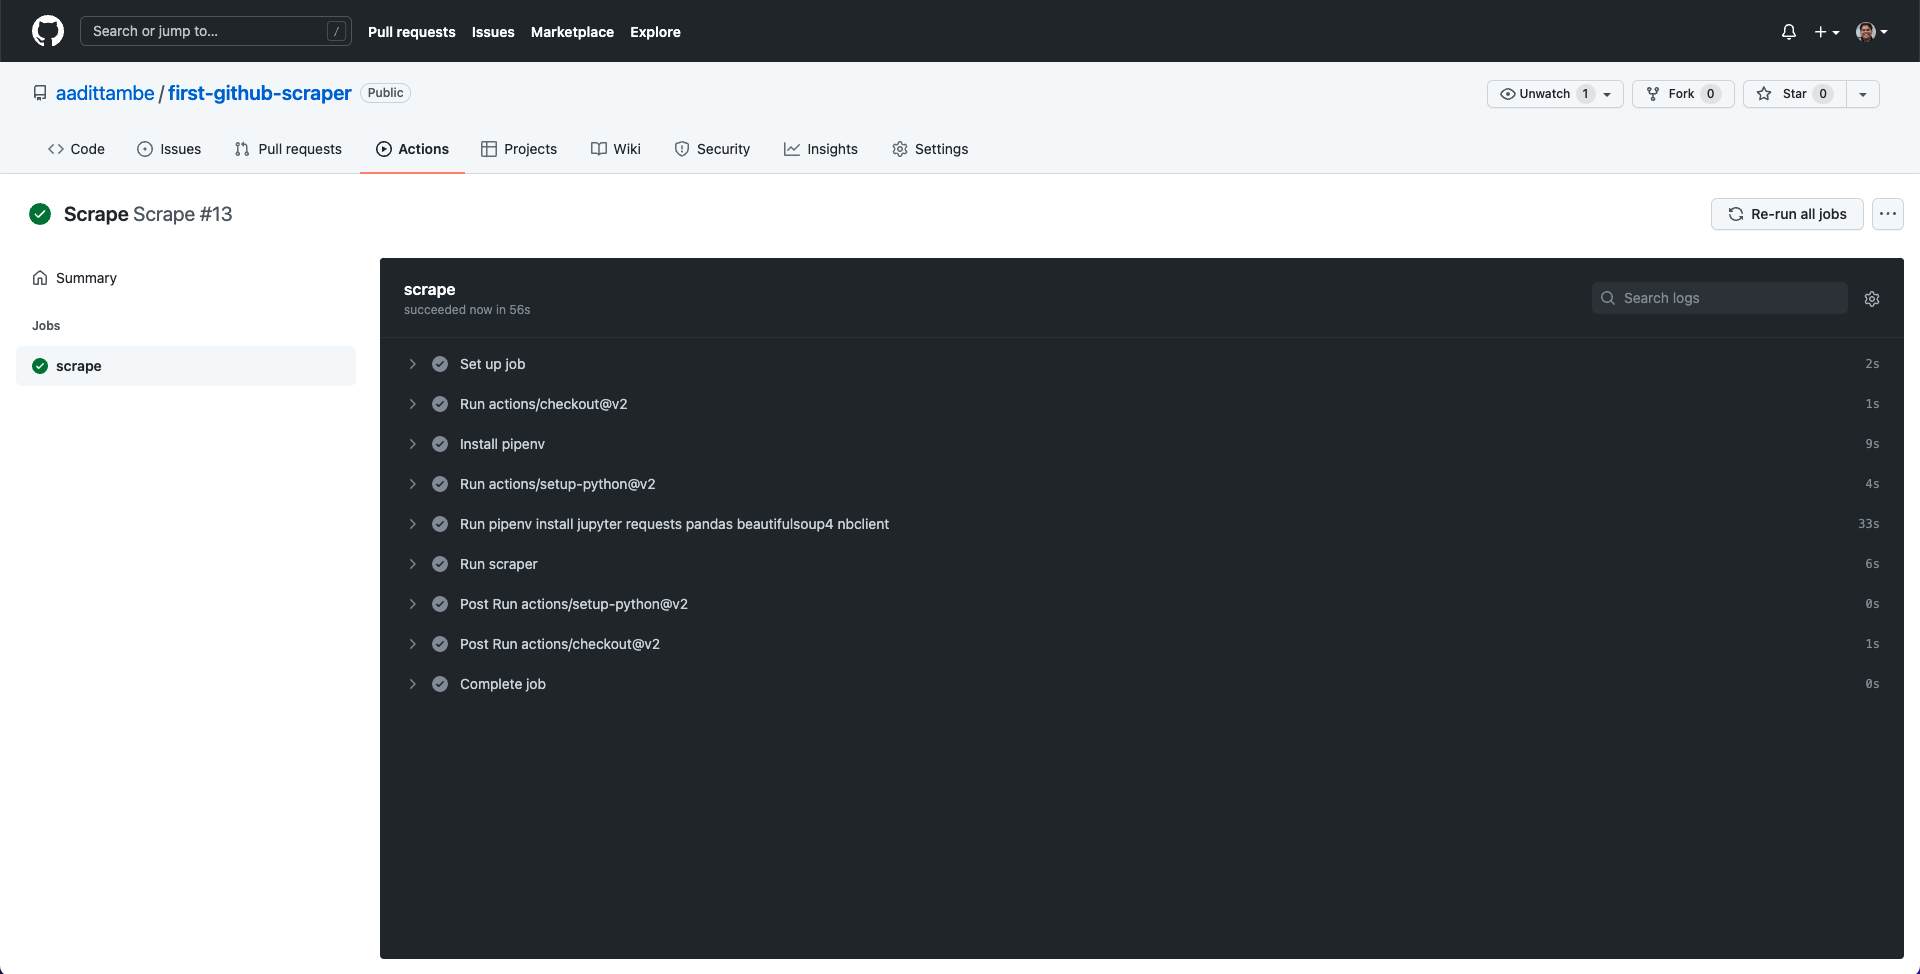 Search or jump to... /
Pull requests Issues Marketplace Explore
aadittambe / first-github-scraper Public
Unwatch 1 Fork 0 Star 0
Code Issues Pull requests Actions Projects Wiki Security Insights Settings
Scrape Scrape #13
Re-run all jobs ...
Summary
Jobs
scrape
scrape
succeeded now in 56s
Search logs
Set up job 2s
Run actions/checkout@v2 1s
Install pipenv 9s
Run actions/setup-python@v2 4s
Run pipenv install jupyter requests pandas beautifulsoup4 nbclient 33s
Run scraper 6s
Post Run actions/setup-python@v2 0s
Post Run actions/checkout@v2 1s
Complete job 0s